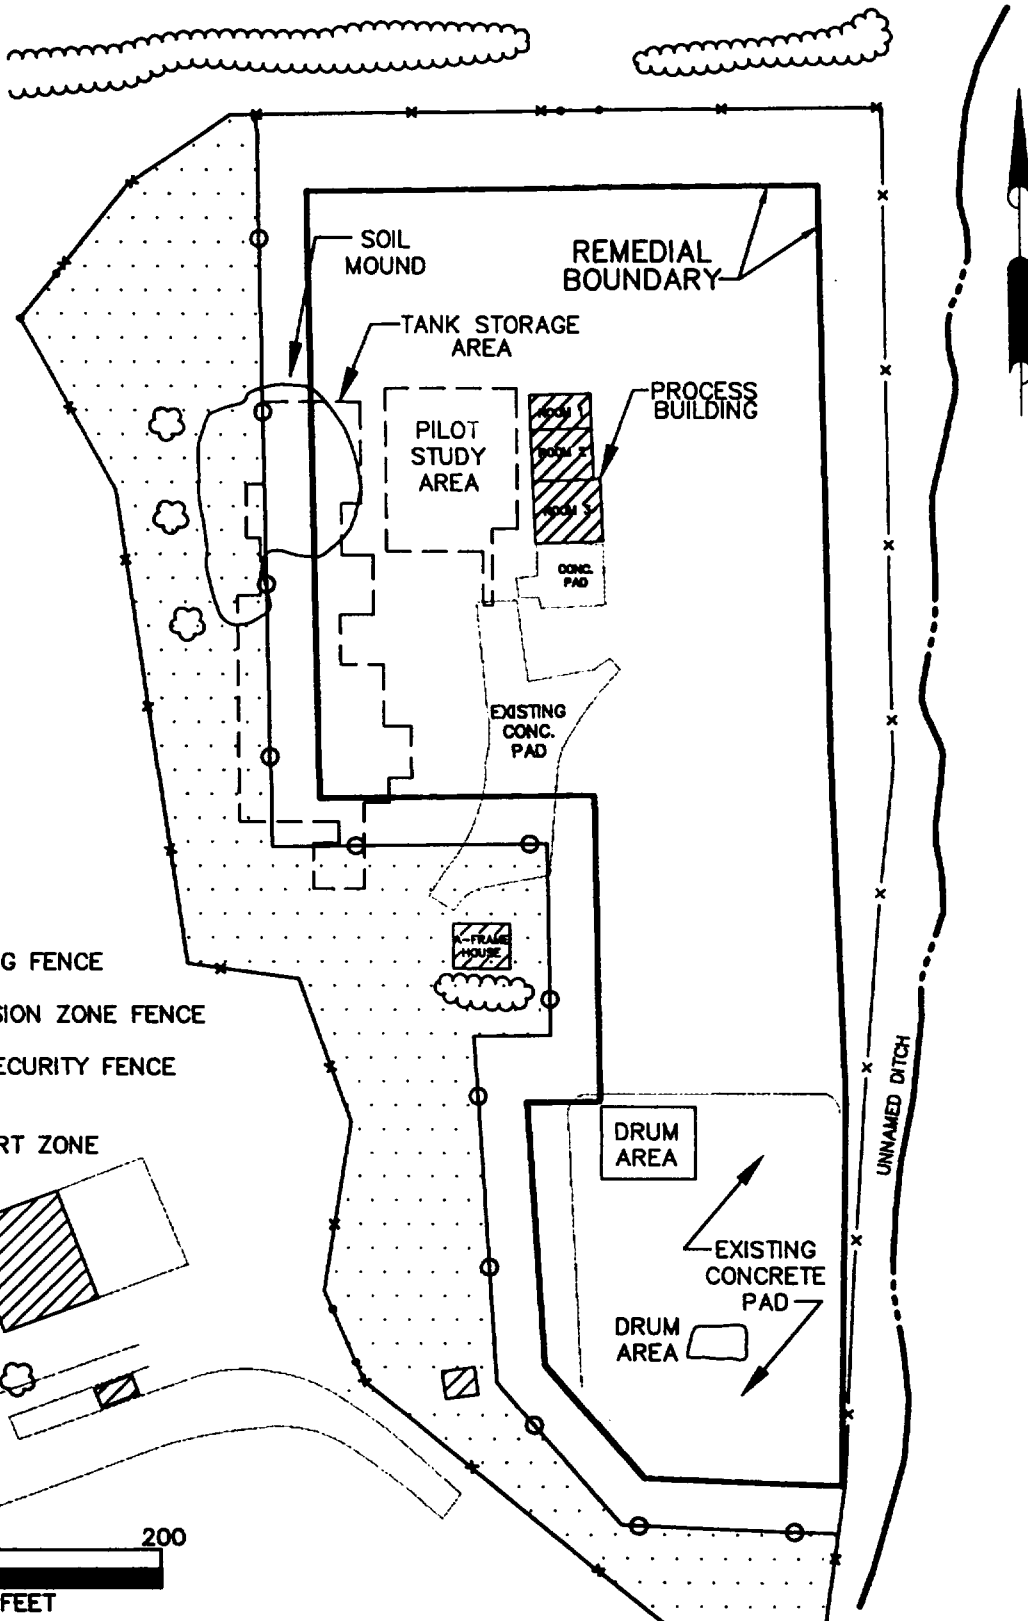 SOIL
MOUND
REMEDIAL
BOUNDARY
TANK STORAGE
AREA
PROCESS
BUILDING
PILOT
STUDY
AREA
ROOM 1
ROOM 2
ROOM 3
CONC.
PAD
EXISTING
CONC.
PAD
A-FRAME
HOUSE
G FENCE
SION ZONE FENCE
ECURITY FENCE
RT ZONE
UNNAMED DITCH
DRUM
AREA
EXISTING
CONCRETE
PAD
DRUM
AREA
200
FEET